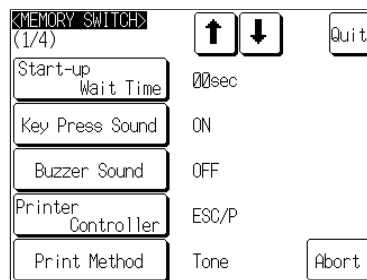 <MEMORY SWITCH>
(1/4)
↑ ↓ Quit
Start-up
Wait Time 00sec
Key Press Sound ON
Buzzer Sound OFF
Printer
Controller ESC/P
Print Method Tone Abort